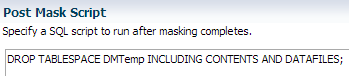 Post Mask Script
Specify a SQL script to run after masking completes.
DROP TABLESPACE DMTemp INCLUDING CONTENTS AND DATAFILES;